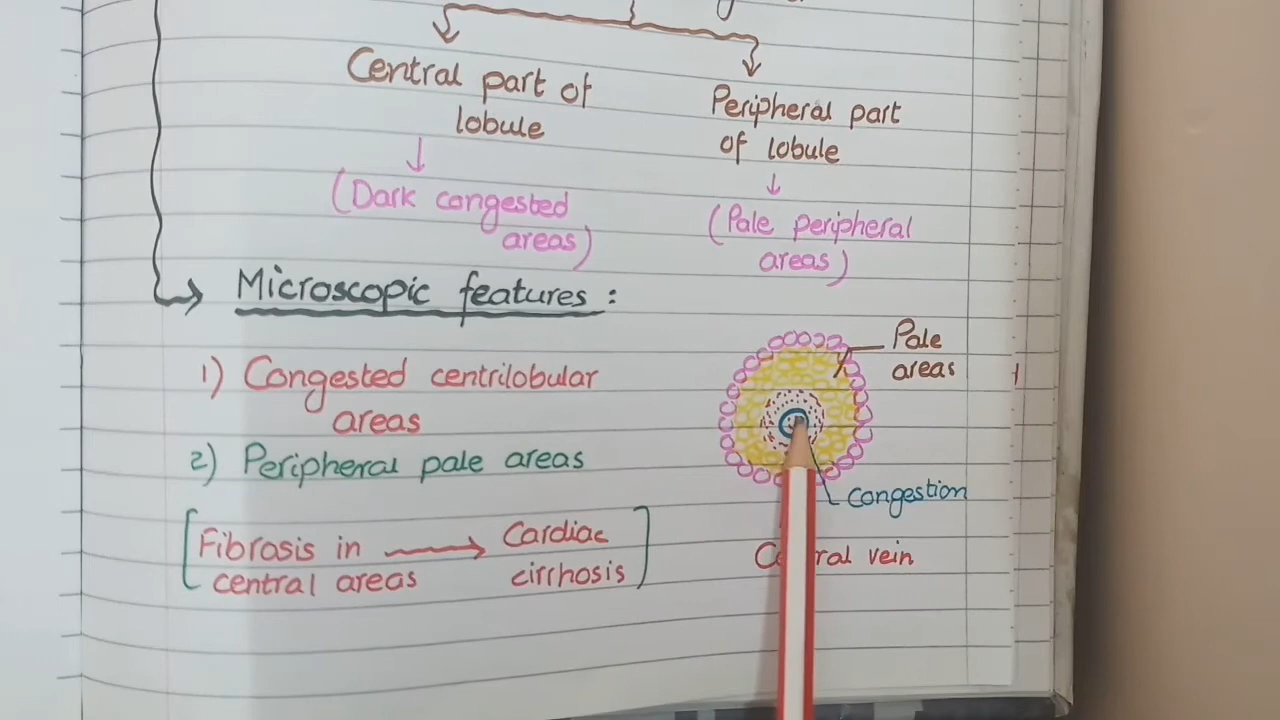 Central part of
lobule
(Dark congested
areas)
Peripheral part
of lobule
(Pale peripheral
areas)
Microscopic features :
1) Congested centrilobular
areas
2) Peripheral pale areas
[Fibrosis in
central areas
Cardiac
cirrhosis]
Pale
areas
Congestion
vein